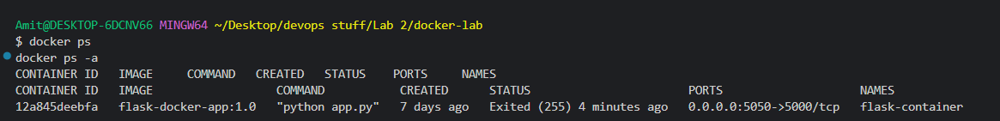 Amit@DESKTOP-6DCNV66 MINGW64 ~/Desktop/devops stuff/Lab 2/docker-lab
$ docker ps
docker ps -a
CONTAINER ID   IMAGE     COMMAND   CREATED   STATUS    PORTS     NAMES
CONTAINER ID   IMAGE                  COMMAND           CREATED      STATUS                       PORTS                    NAMES
12a845deebfa   flask-docker-app:1.0   "python app.py"   7 days ago   Exited (255) 4 minutes ago   0.0.0.0:5050->5000/tcp   flask-container